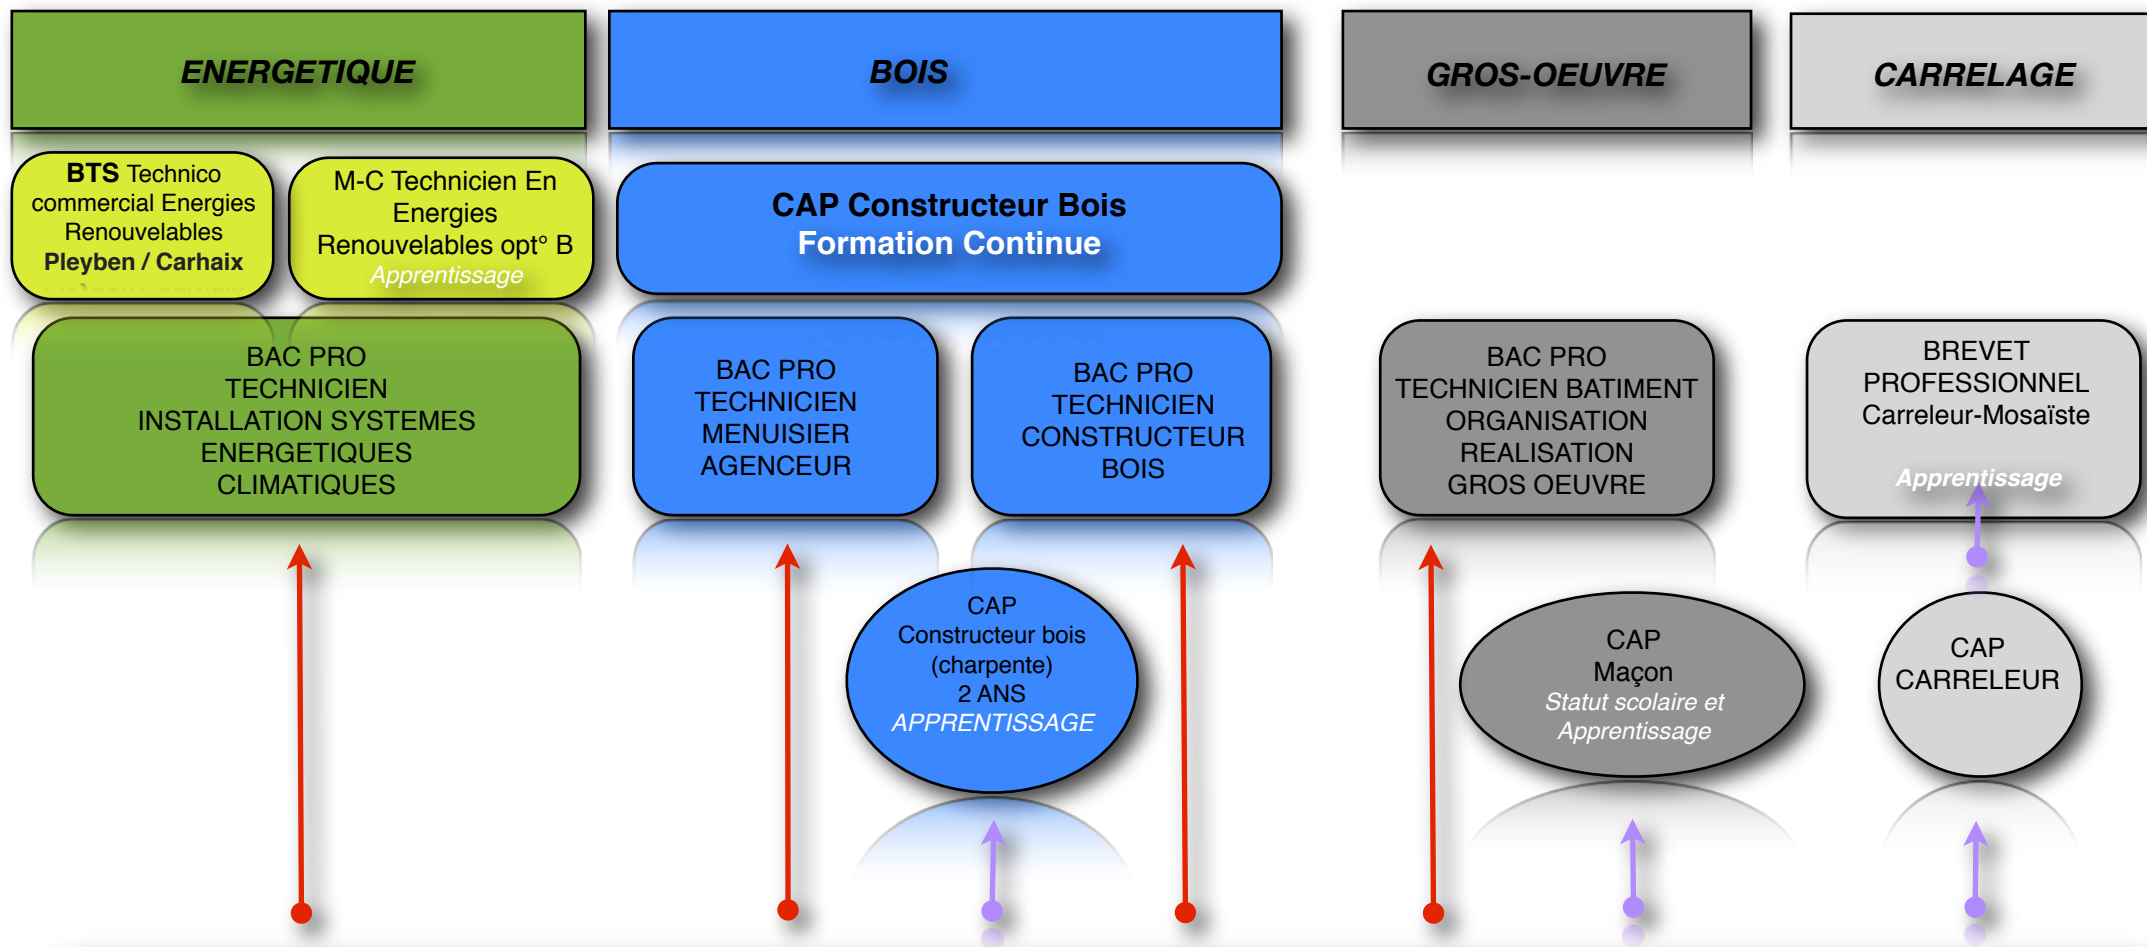 ENERGETIQUE
BOIS
GROS-OEUVRE
CARRELAGE
BTS Technico
commercial Energies
Renouvelables
Pleyben / Carhaix
M-C Technicien En
Energies
Renouvelables opt° B
Apprentissage
CAP Constructeur Bois
Formation Continue
BAC PRO
TECHNICIEN
INSTALLATION SYSTEMES
ENERGETIQUES
CLIMATIQUES
BAC PRO
TECHNICIEN
MENUISIER
AGENCEUR
BAC PRO
TECHNICIEN
CONSTRUCTEUR
BOIS
BAC PRO
TECHNICIEN BATIMENT
ORGANISATION
REALISATION
GROS OEUVRE
BREVET
PROFESSIONNEL
Carreleur-Mosaïste
Apprentissage
CAP
Constructeur bois
(charpente)
2 ANS
APPRENTISSAGE
CAP
Maçon
Statut scolaire et
Apprentissage
CAP
CARRELEUR